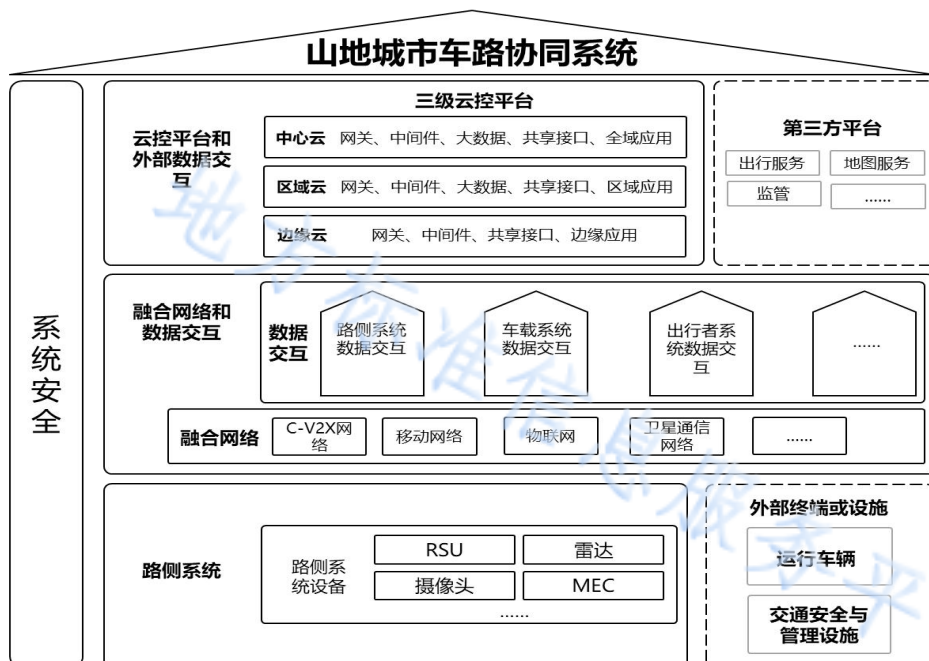 山地城市车路协同系统
系统安全
云控平台和
外部数据交
互
三级云控平台
中心云 网关、中间件、大数据、共享接口、全域应用
区域云 网关、中间件、大数据、共享接口、区域应用
边缘云 网关、中间件、共享接口、边缘应用
第三方平台
出行服务
地图服务
监管
......
融合网络和
数据交互
数据
交互
路侧系统
数据交互
车载系统
数据交互
出行者系
统数据交
互
......
融合网络
C-V2X网
络
移动网络
物联网
卫星通信
网络
......
路侧系统
路侧系
统设备
RSU
雷达
摄像头
MEC
......
外部终端或设施
运行车辆
交通安全与
管理设施
地方标准信息服务平